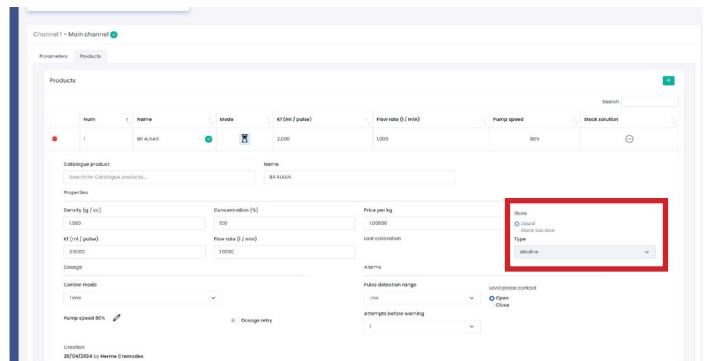 Channel 1 - Main channel
Parameters Products
Products
+
Search
Num Name Mode Kf (ml / pulse) Flow rate (l / min) Pump speed Stock solution
1 BR ALKAN 2,000 1,000 80%
Catalogue product Name
Search for Catalogue products... BR ALKAN
Properties
Density (g / cc) Concentration (%) Price per kg State
1.000 100 1.00000 Liquid
Stock Solution
Kf (ml / pulse) Flow rate (l / min) Last calibration Type
2.0000 1.0000 Alkaline
Dosage Alarms
Control mode Pulse detection range Level probe contact
Time Low Open
Close
Pump speed 80% Dosage retry Attempts before warning
1
Creation
30/04/2024 by Herme Cremades